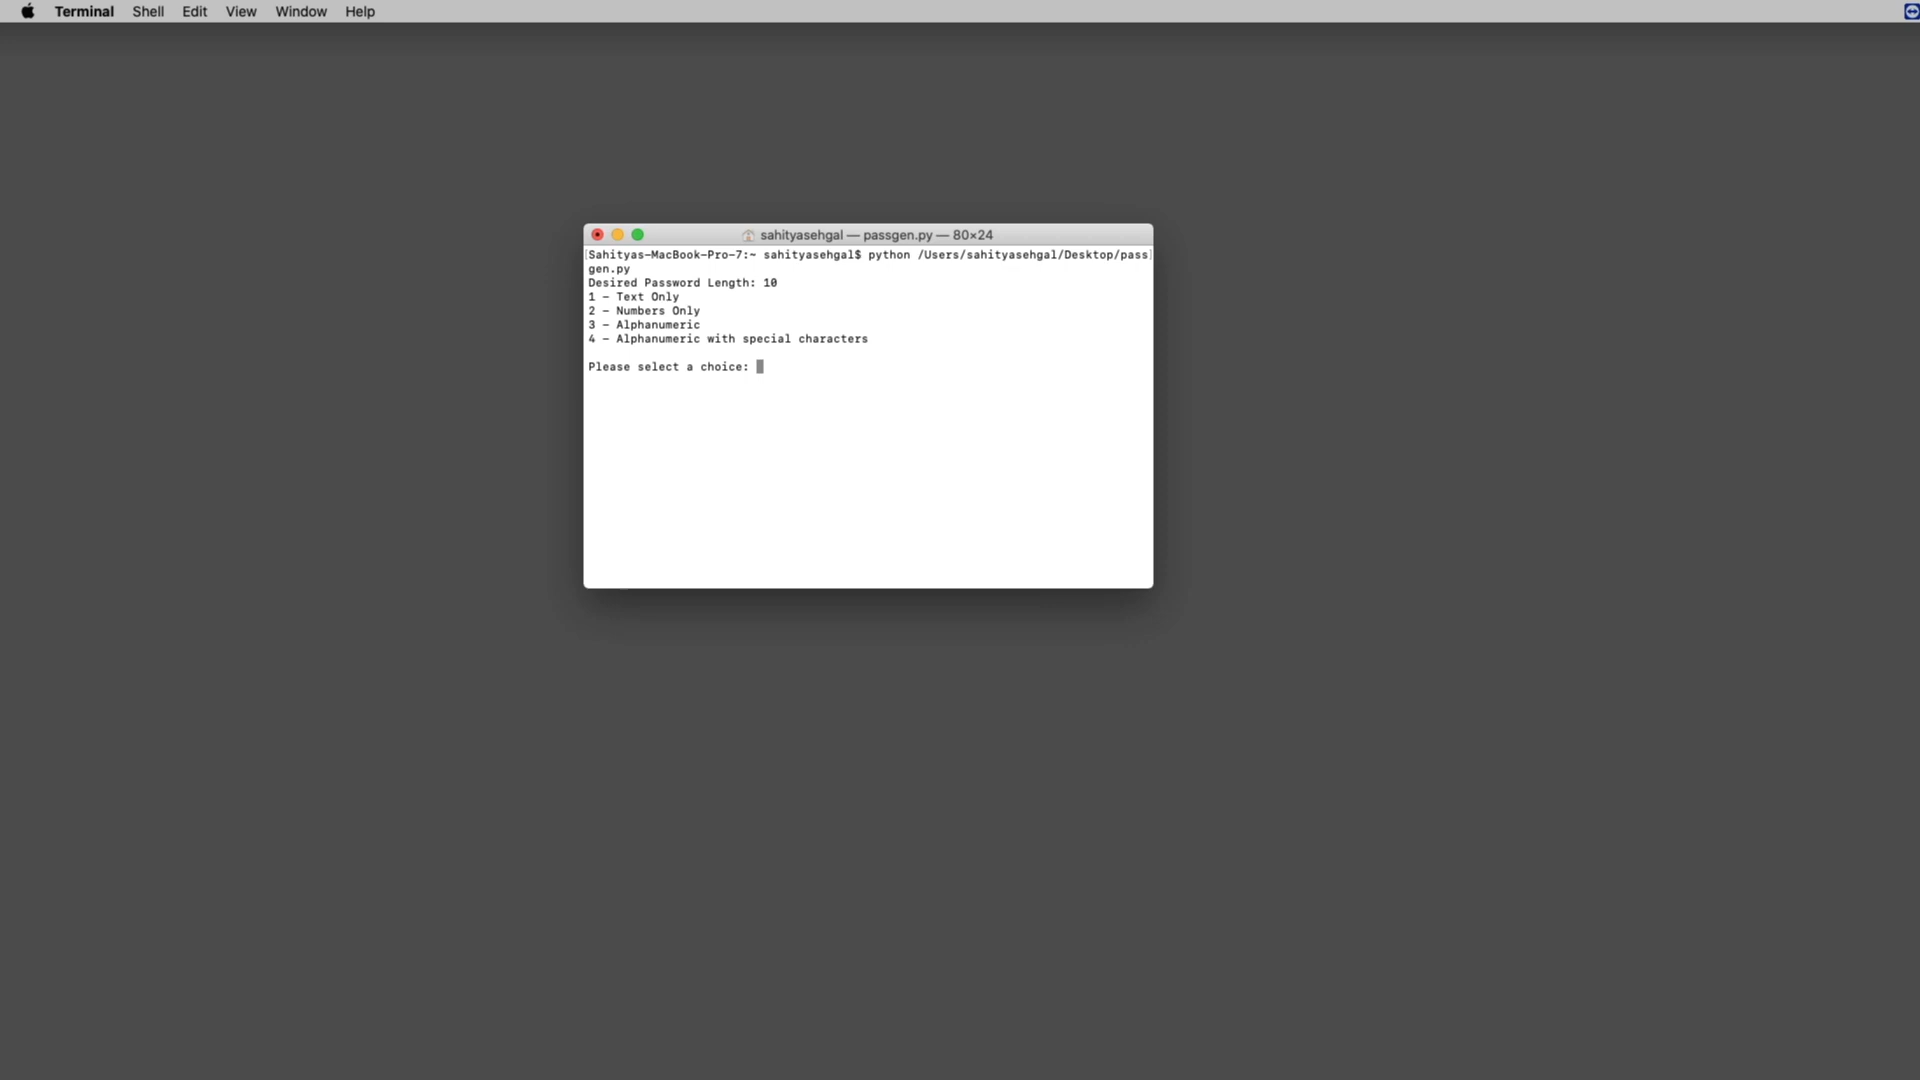 Terminal Shell Edit View Window Help
sahityasehgal — passgen.py — 80×24
[Sahityas-MacBook-Pro-7:~ sahityasehgal$ python /Users/sahityasehgal/Desktop/pass]
gen.py
Desired Password Length: 10
1 - Text Only
2 - Numbers Only
3 - Alphanumeric
4 - Alphanumeric with special characters
Please select a choice: